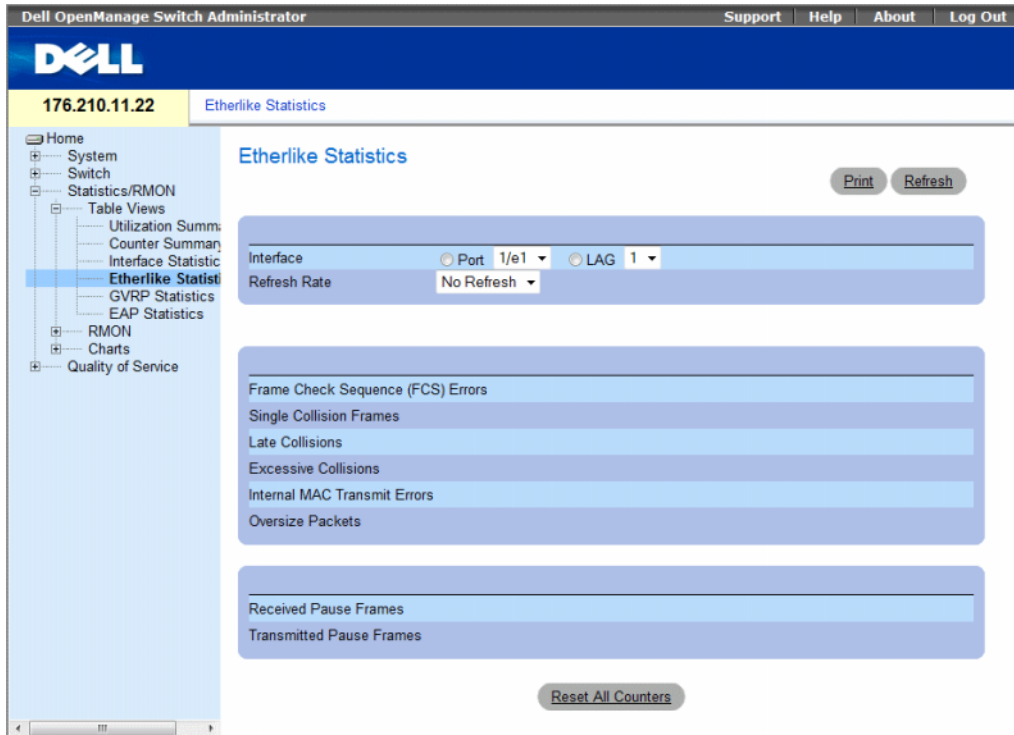 Dell OpenManage Switch Administrator Support Help About Log Out
DELL
176.210.11.22 Etherlike Statistics
Home
System
Switch
Statistics/RMON
Table Views
Utilization Summa
Counter Summary
Interface Statistic
Etherlike Statisti
GVRP Statistics
EAP Statistics
RMON
Charts
Quality of Service
Etherlike Statistics
Print Refresh
Interface Port 1/e1 LAG 1
Refresh Rate No Refresh
Frame Check Sequence (FCS) Errors
Single Collision Frames
Late Collisions
Excessive Collisions
Internal MAC Transmit Errors
Oversize Packets
Received Pause Frames
Transmitted Pause Frames
Reset All Counters